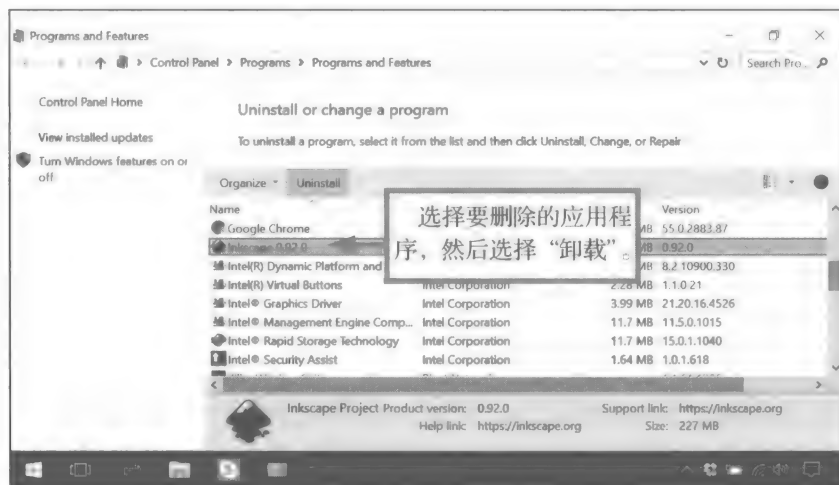 Programs and Features
Control Panel > Programs > Programs and Features
Search Pro...
Control Panel Home
View installed updates
Turn Windows features on or
off
Uninstall or change a program
To uninstall a program, select it from the list and then click Uninstall, Change, or Repair
Organize
Uninstall
Name
Version
Google Chrome
MB 55.0.2883.87
Inkscape 0.92.0
MB 0.92.0
选择要删除的应用程
序，然后选择“卸载”。
Intel(R) Dynamic Platform and
MB 8.2.10900.330
Intel(R) Virtual Buttons Intel Corporation 2.28 MB 1.1.0.21
Intel® Graphics Driver Intel Corporation 3.99 MB 21.20.16.4526
Intel® Management Engine Comp... Intel Corporation 11.7 MB 11.5.0.1015
Intel® Rapid Storage Technology Intel Corporation 11.7 MB 15.0.1.1040
Intel® Security Assist Intel Corporation 1.64 MB 1.0.1.618
Inkscape Project Product version: 0.92.0 Support link: https://inkscape.org
Help link: https://inkscape.org Size: 227 MB